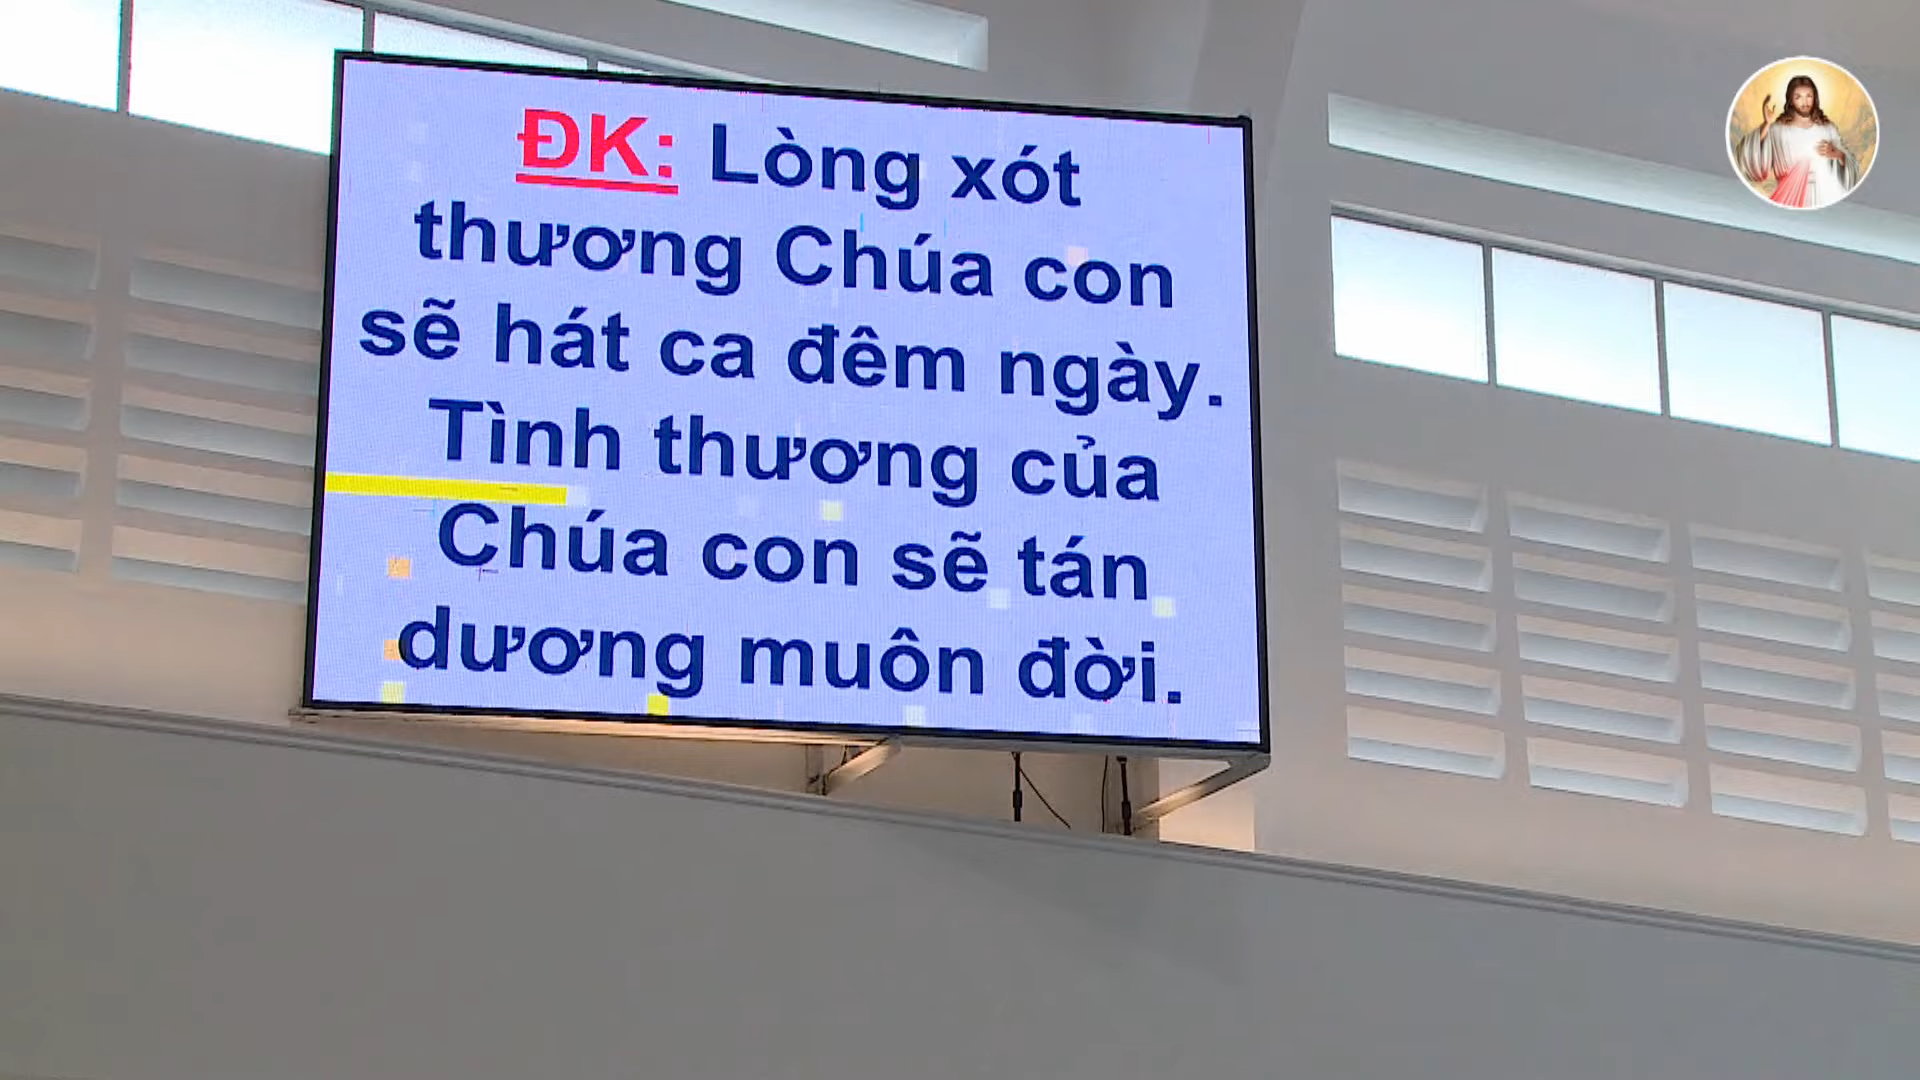 ĐK: Lòng xót
thương Chúa con
sẽ hát ca đêm ngày.
Tình thương của
Chúa con sẽ tán
dương muôn đời.